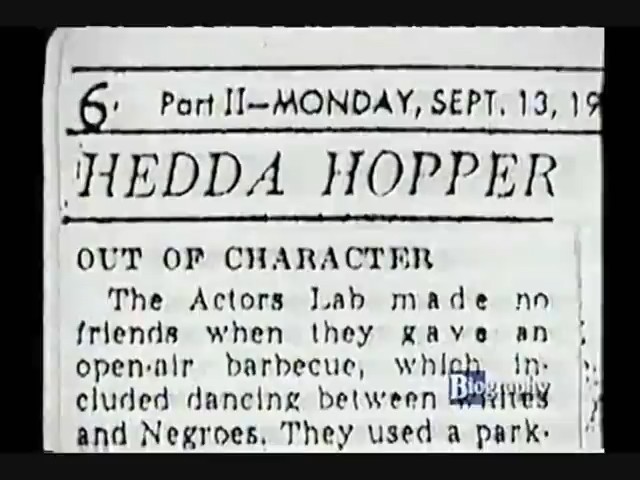 6
Part II—MONDAY, SEPT. 13, 19
HEDDA HOPPER
OUT OF CHARACTER
The Actors Lab made no
friends when they gave an
open-air barbecue, which in-
cluded dancing between whites
and Negroes. They used a park-
Biography